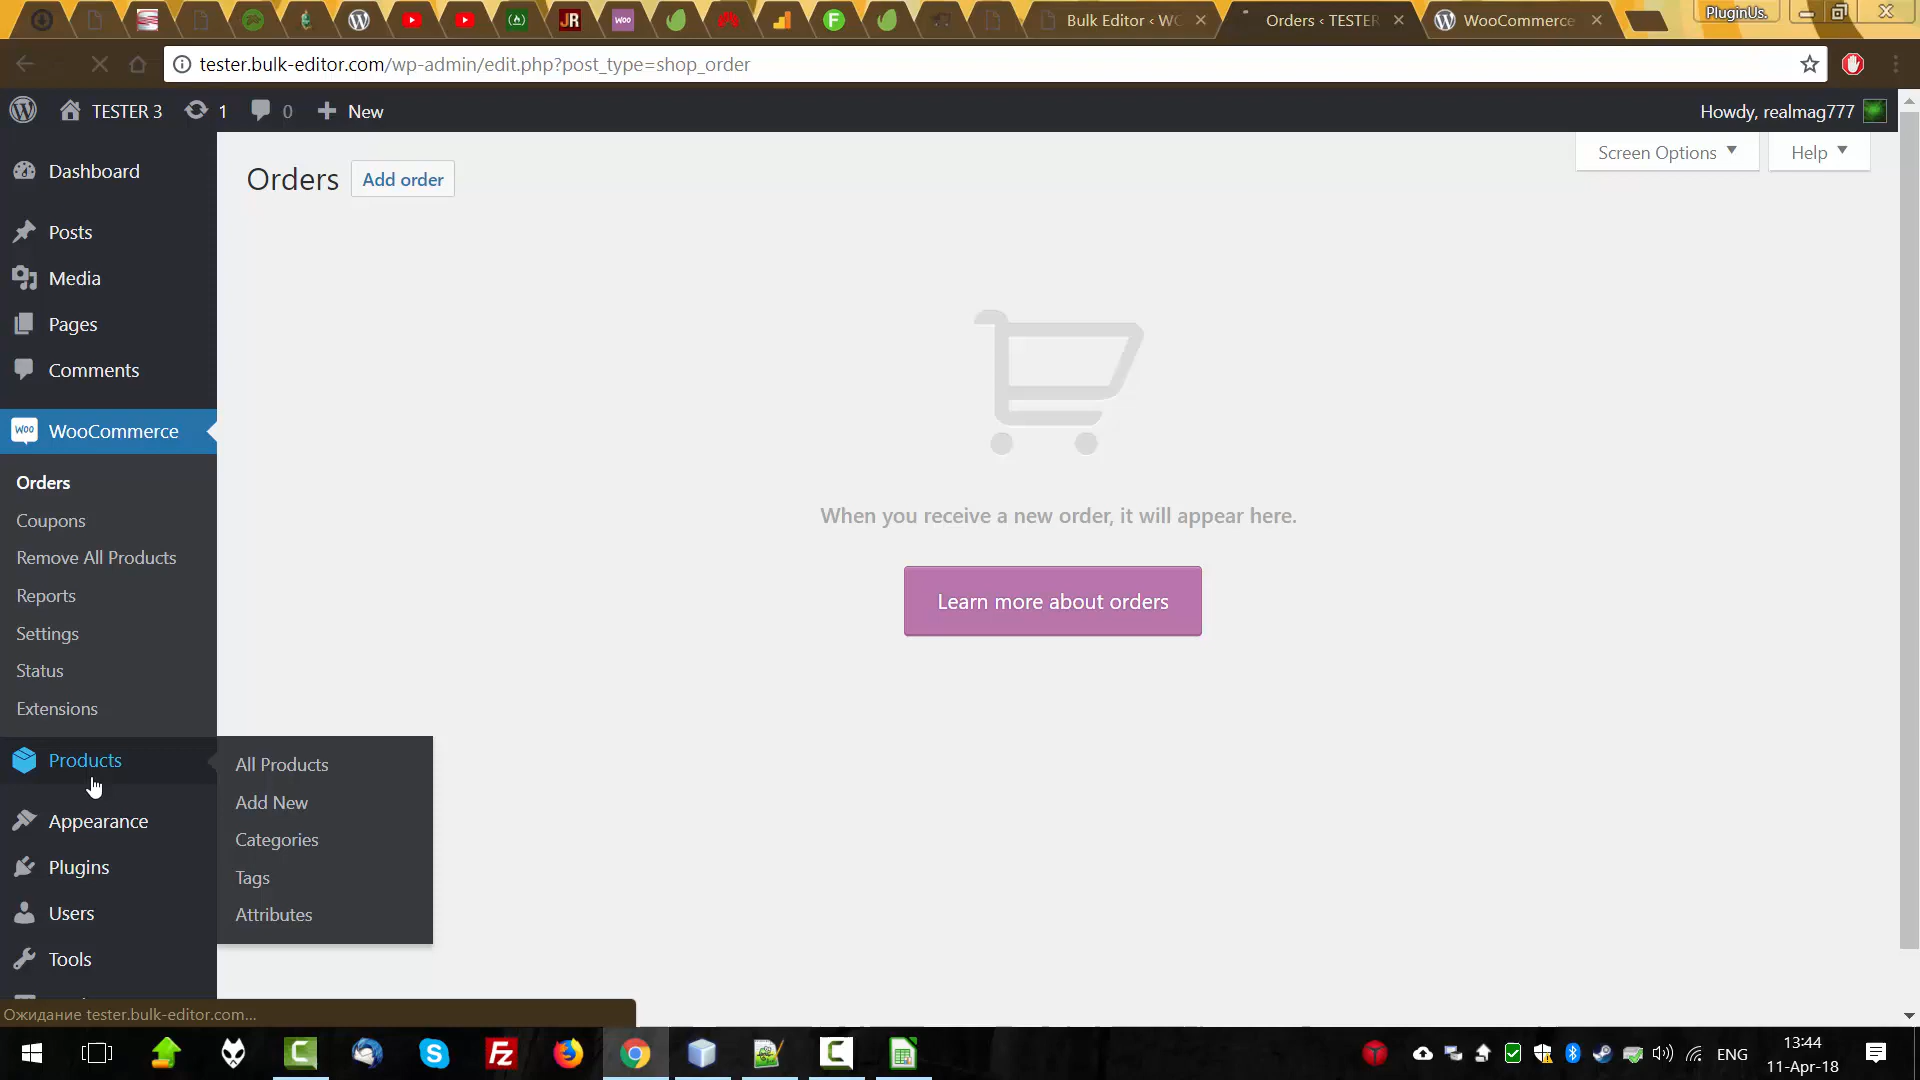 Bulk Editor ‹ WC
Orders ‹ TESTER
WooCommerce
PluginUs.
JR
woo
F
tester.bulk-editor.com/wp-admin/edit.php?post_type=shop_order
TESTER 3
1
0
New
Howdy, realmag777
Screen Options
Help
Orders
Add order
Dashboard
Posts
Media
Pages
Comments
WOO
WooCommerce
Orders
Coupons
Remove All Products
Reports
Settings
Status
Extensions
When you receive a new order, it will appear here.
Learn more about orders
Products
All Products
Add New
Categories
Tags
Attributes
Appearance
Plugins
Users
Tools
Ожидание tester.bulk-editor.com...
ENG
13:44
11-Apr-18